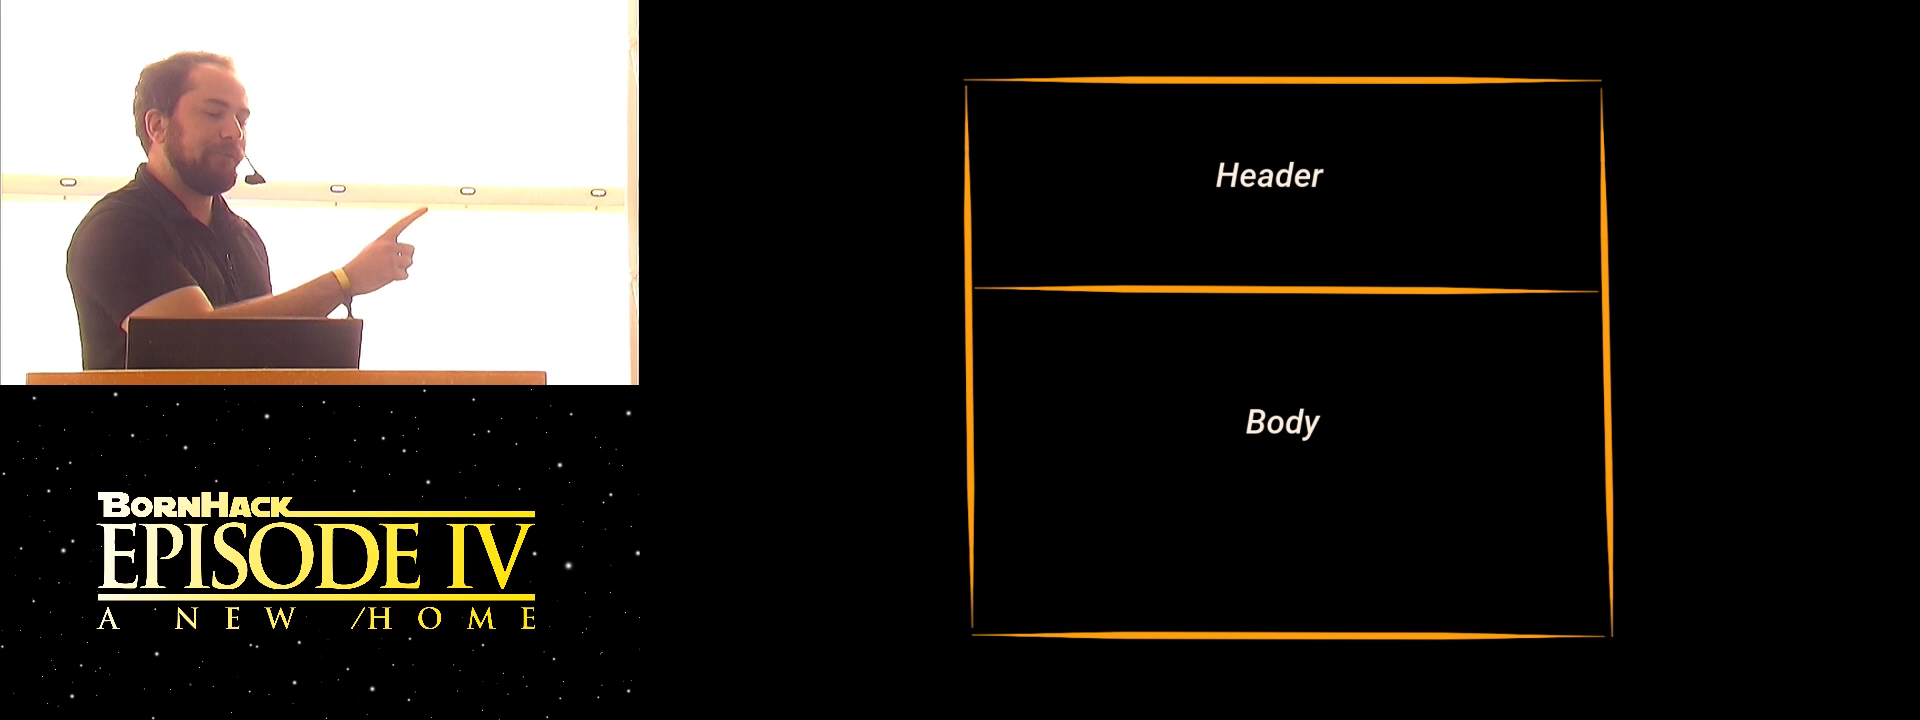 Header
Body
BORNHACK
EPISODE IV
A NEW /HOME